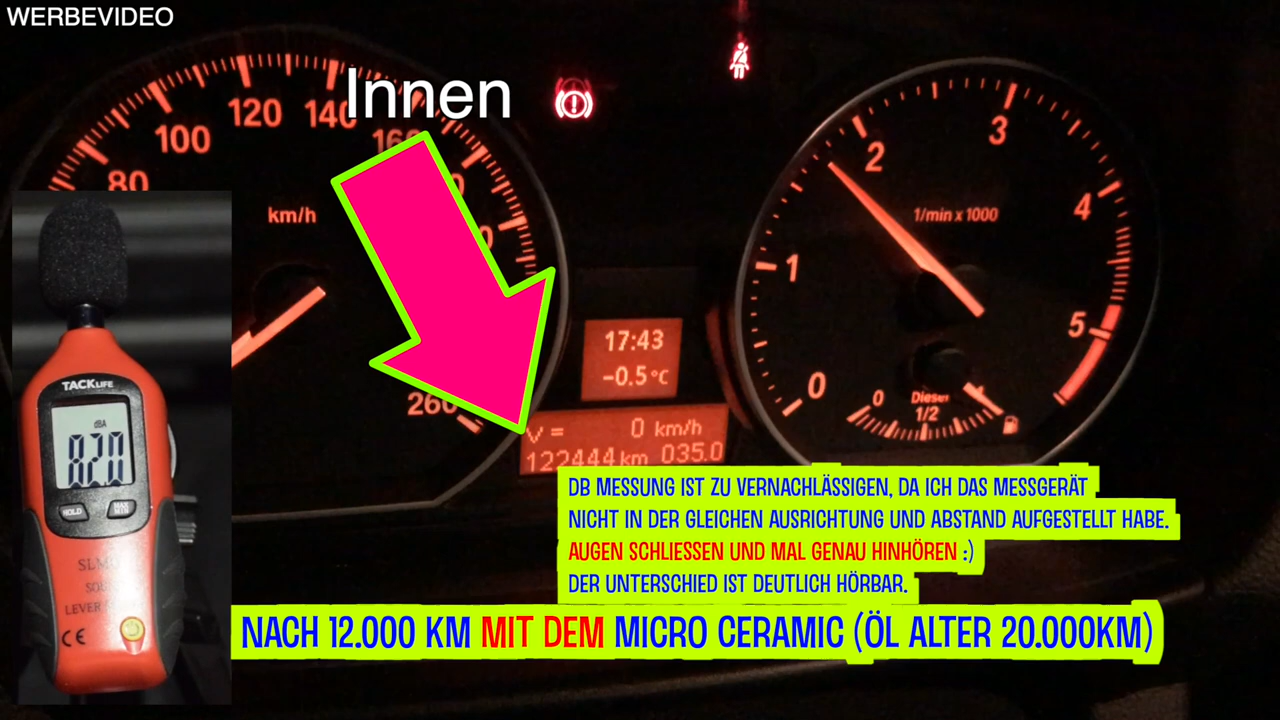 WERBEVIDEO
Innen
80
100
120
140
160
260
km/h
17:43
-0.5°C
V = 0 km/h
122444 km 035.0
0
1
2
3
4
5
1/min x 1000
0
Diesel
1/2
TACKLIFE
dBA
82.0
HOLD
MAX
MIN
CE
DB MESSUNG IST ZU VERNACHLÄSSIGEN, DA ICH DAS MESSGERÄT
NICHT IN DER GLEICHEN AUSRICHTUNG UND ABSTAND AUFGESTELLT HABE.
AUGEN SCHLIESSEN UND MAL GENAU HINHÖREN :)
DER UNTERSCHIED IST DEUTLICH HÖRBAR.
NACH 12.000 KM MIT DEM MICRO CERAMIC (ÖL ALTER 20.000KM)